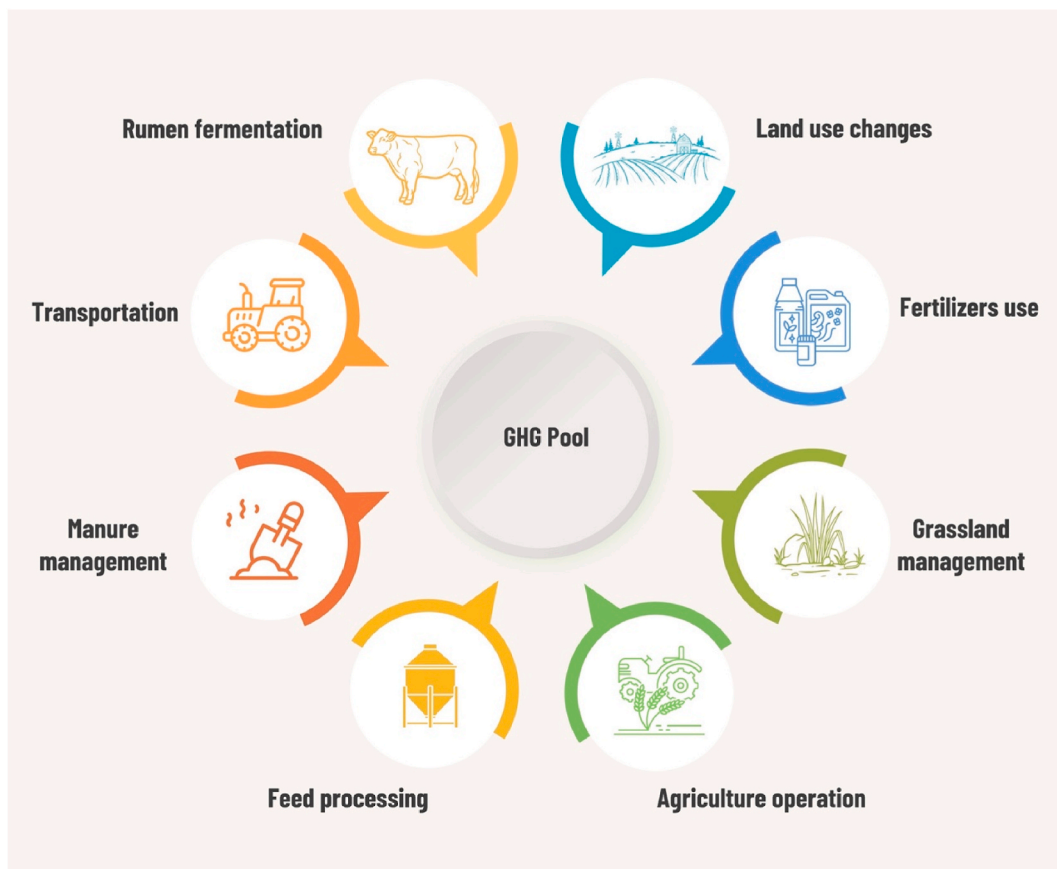 Rumen fermentation
Land use changes
Transportation
Fertilizers use
GHG Pool
Manure
management
Grassland
management
Feed processing
Agriculture operation